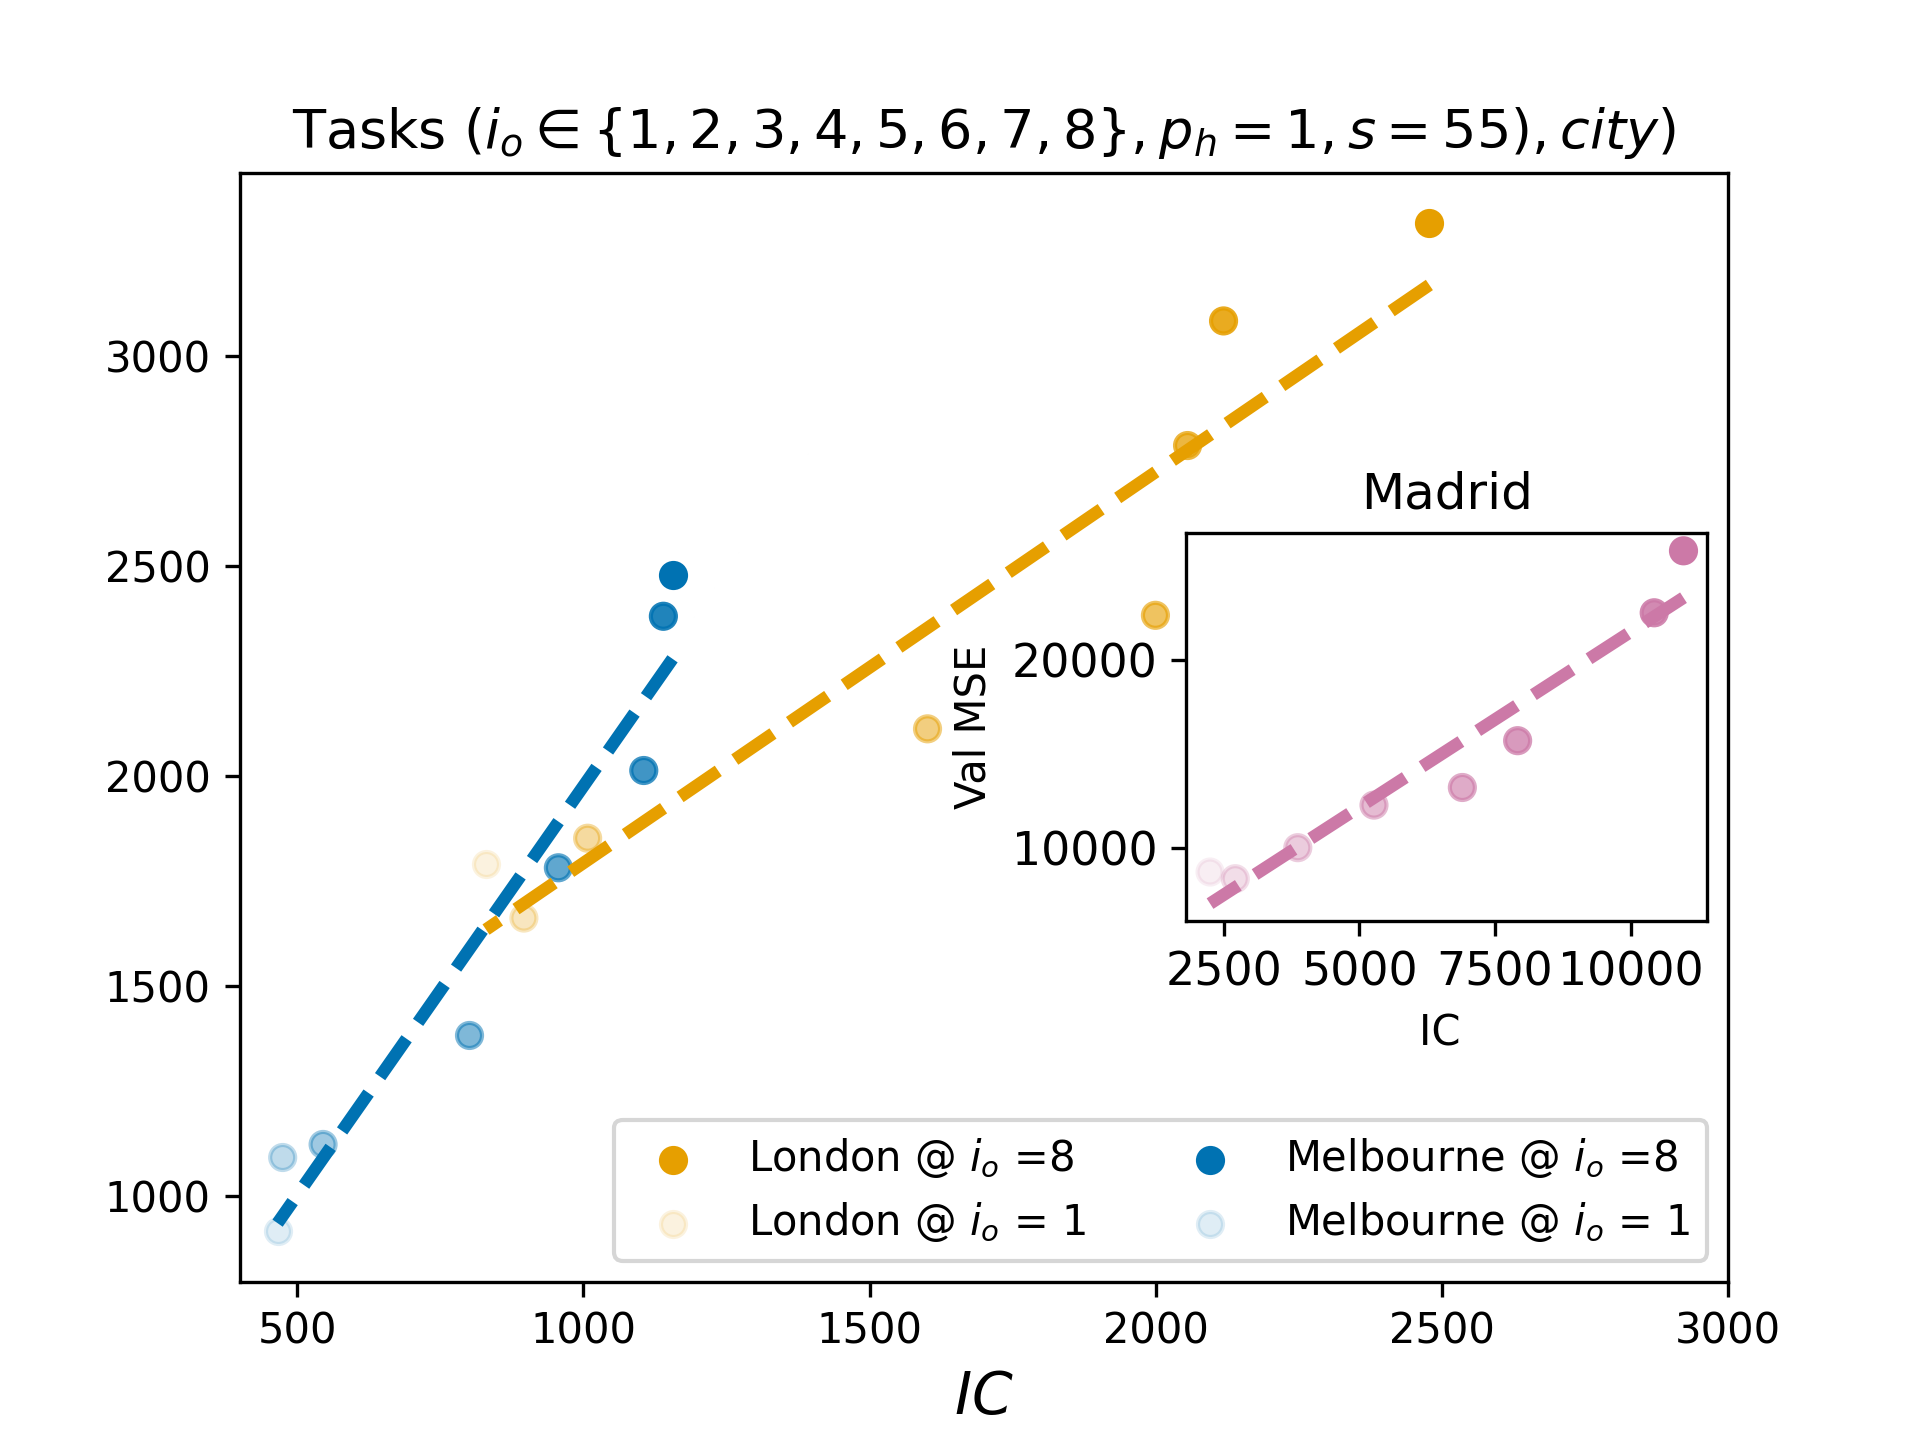 Tasks (i_o ∈ {1, 2, 3, 4, 5, 6, 7, 8}, p_h = 1, s = 55), city)
3000
2500
2000
1500
1000
Madrid
Val MSE
20000
10000
2500 5000 7500 10000
IC
London @ i_o =8
London @ i_o = 1
Melbourne @ i_o =8
Melbourne @ i_o = 1
500 1000 1500 2000 2500 3000
IC